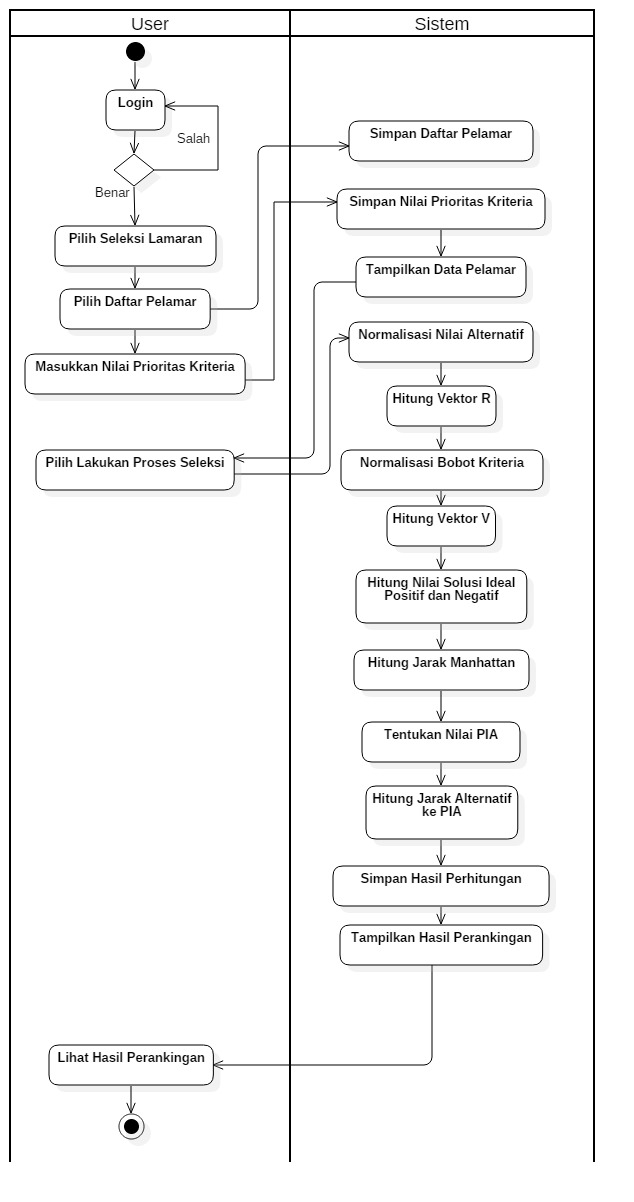 User
Sistem
Login
Salah
Benar
Pilih Seleksi Lamaran
Pilih Daftar Pelamar
Masukkan Nilai Prioritas Kriteria
Pilih Lakukan Proses Seleksi
Lihat Hasil Perankingan
Simpan Daftar Pelamar
Simpan Nilai Prioritas Kriteria
Tampilkan Data Pelamar
Normalisasi Nilai Alternatif
Hitung Vektor R
Normalisasi Bobot Kriteria
Hitung Vektor V
Hitung Nilai Solusi Ideal
Positif dan Negatif
Hitung Jarak Manhattan
Tentukan Nilai PIA
Hitung Jarak Alternatif
ke PIA
Simpan Hasil Perhitungan
Tampilkan Hasil Perankingan